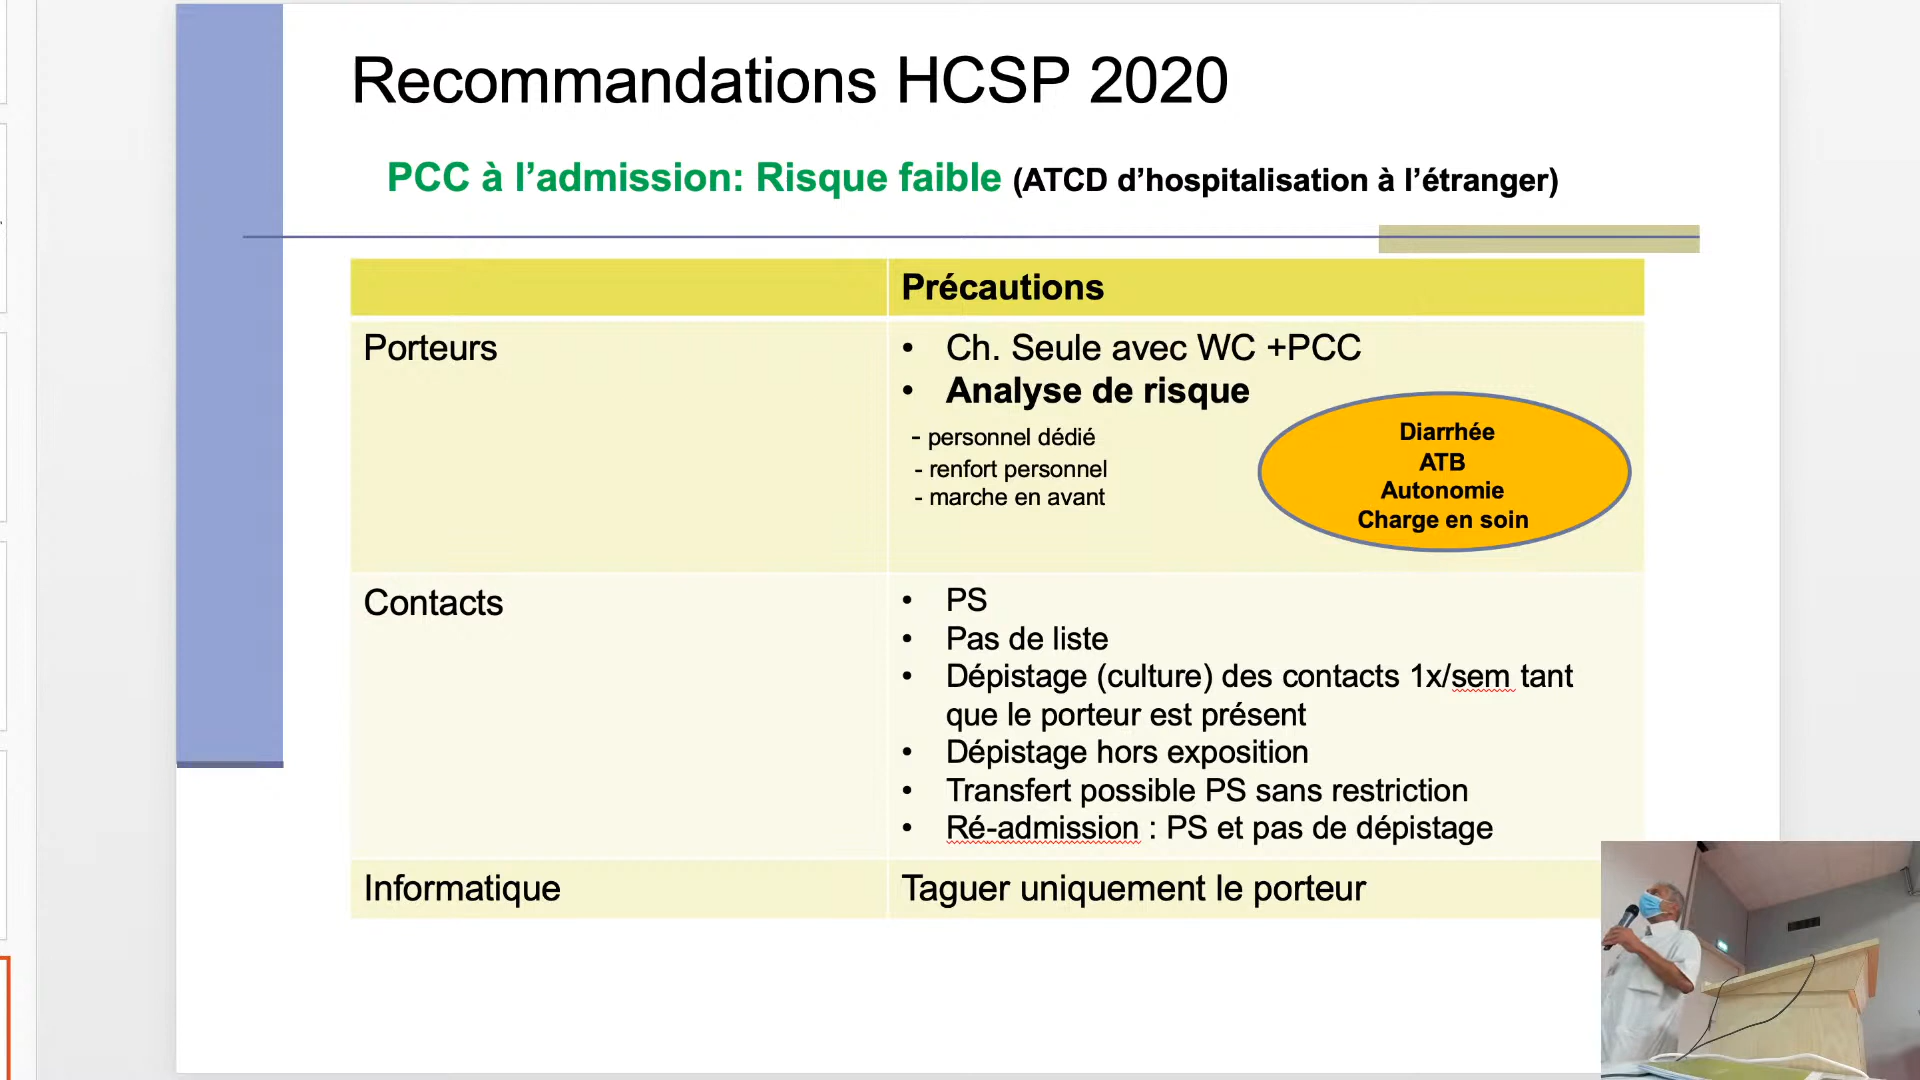 Recommandations HCSP 2020
PCC à l’admission: Risque faible (ATCD d’hospitalisation à l’étranger)
Précautions
Porteurs
• Ch. Seule avec WC +PCC
• Analyse de risque
- personnel dédié
- renfort personnel
- marche en avant
Diarrhée
ATB
Autonomie
Charge en soin
Contacts
• PS
• Pas de liste
• Dépistage (culture) des contacts 1x/sem tant
que le porteur est présent
• Dépistage hors exposition
• Transfert possible PS sans restriction
• Ré-admission : PS et pas de dépistage
Informatique
Taguer uniquement le porteur